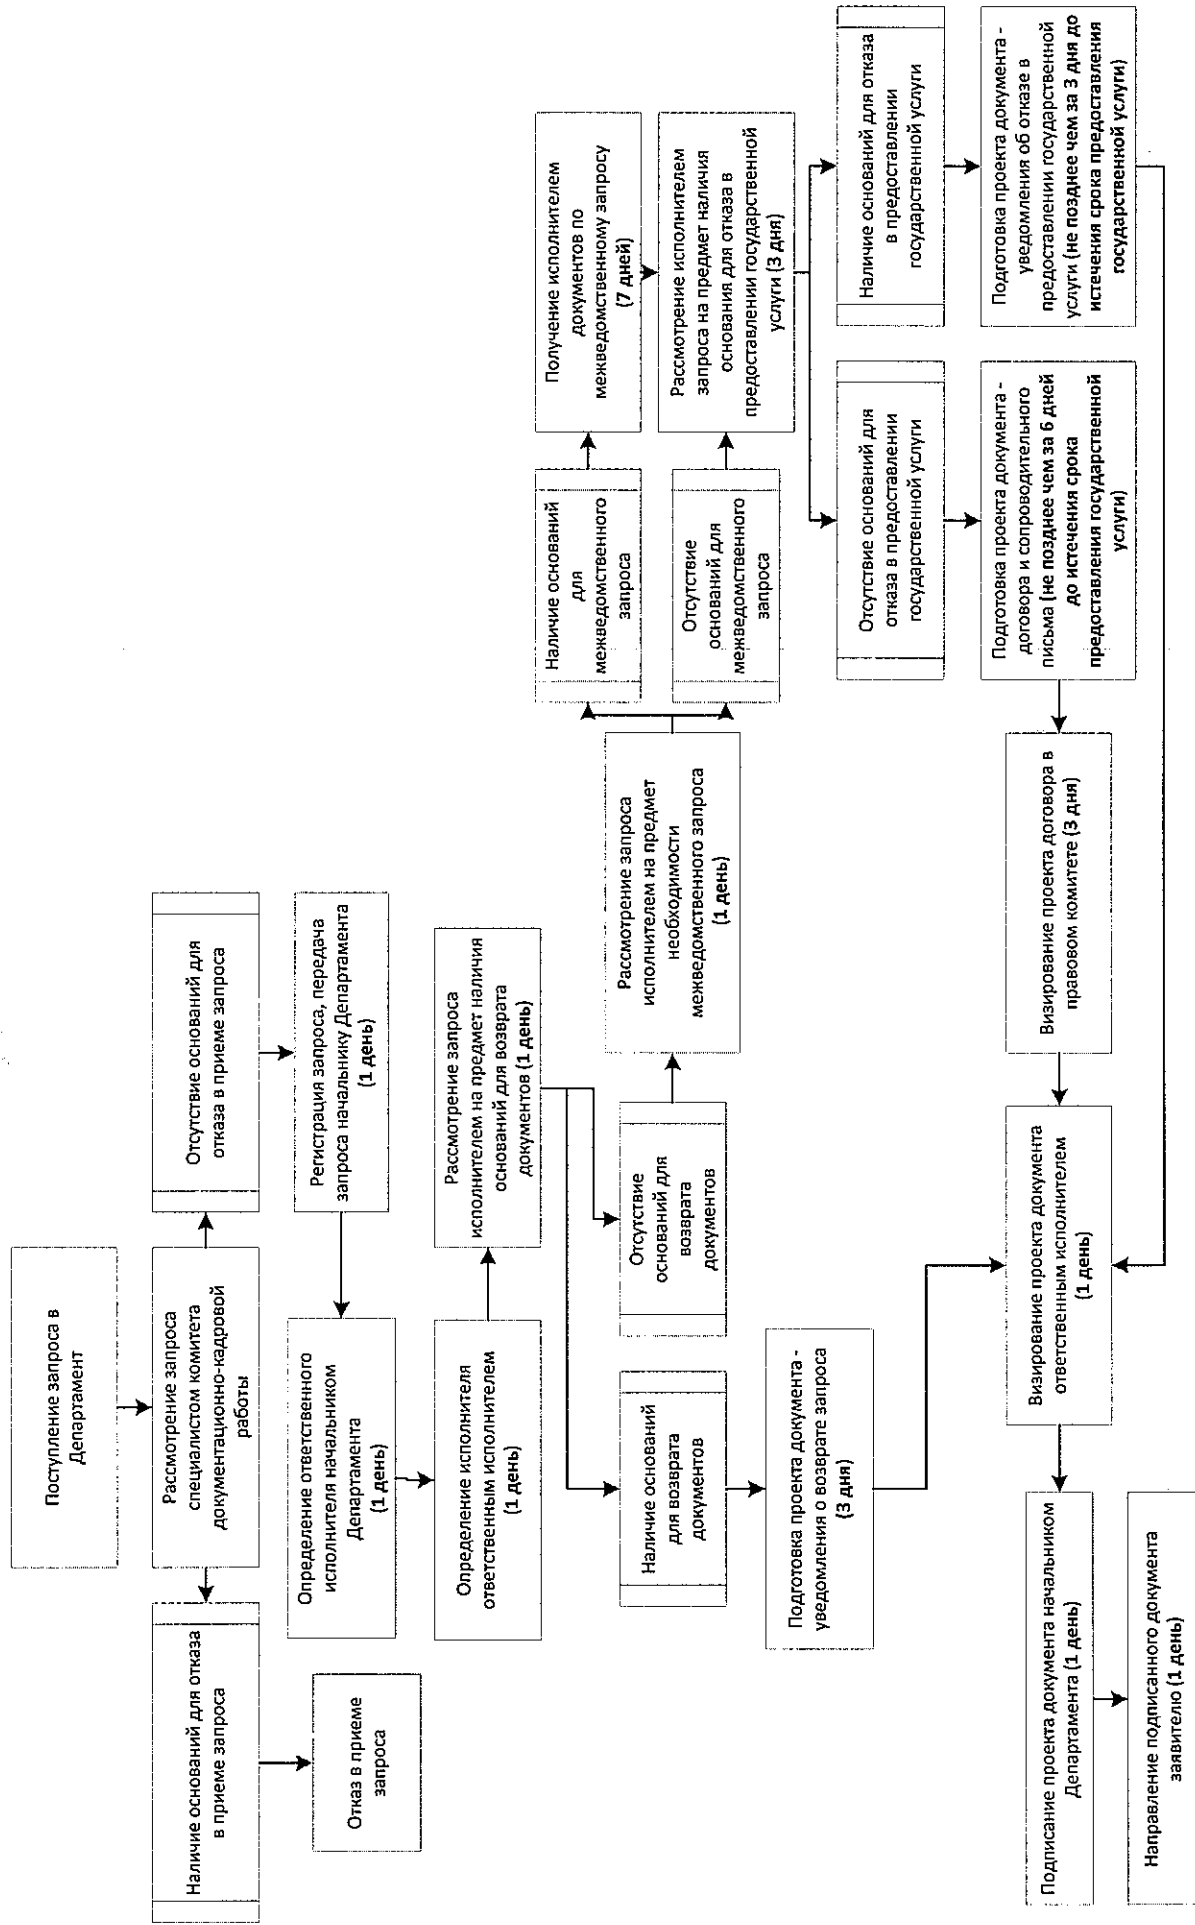 Поступление запроса в
Департамент
Рассмотрение запроса
специалистом комитета
документационно-кадровой
работы
Наличие оснований для отказа
в приеме запроса
Отсутствие оснований для
отказа в приеме запроса
Отказ в приеме
запроса
Регистрация запроса, передача
запроса начальнику Департамента
(1 день)
Определение ответственного
исполнителя начальником
Департамента
(1 день)
Определение исполнителя
ответственным исполнителем
(1 день)
Рассмотрение запроса
исполнителем на предмет наличия
оснований для возврата
документов (1 день)
Наличие оснований
для возврата
документов
Отсутствие
оснований для
возврата
документов
Подготовка проекта документа -
уведомления о возврате запроса
(3 дня)
Рассмотрение запроса
исполнителем на предмет
необходимости
межведомственного запроса
(1 день)
Наличие оснований
для
межведомственного
запроса
Отсутствие
оснований для
межведомственного
запроса
Получение исполнителем
документов по
межведомственному запросу
(7 дней)
Рассмотрение исполнителем
запроса на предмет наличия
основания для отказа в
предоставлении государственной
услуги (3 дня)
Отсутствие оснований для
отказа в предоставлении
государственной услуги
Наличие оснований для отказа
в предоставлении
государственной услуги
Подготовка проекта документа -
договора и сопроводительного
письма (не позднее чем за 6 дней
до истечения срока
предоставления государственной
услуги)
Подготовка проекта документа -
уведомления об отказе в
предоставлении государственной
услуги (не позднее чем за 3 дня до
истечения срока предоставления
государственной услуги)
Визирование проекта договора в
правовом комитете (3 дня)
Визирование проекта документа
ответственным исполнителем
(1 день)
Подписание проекта документа начальником
Департамента (1 день)
Направление подписанного документа
заявителю (1 день)